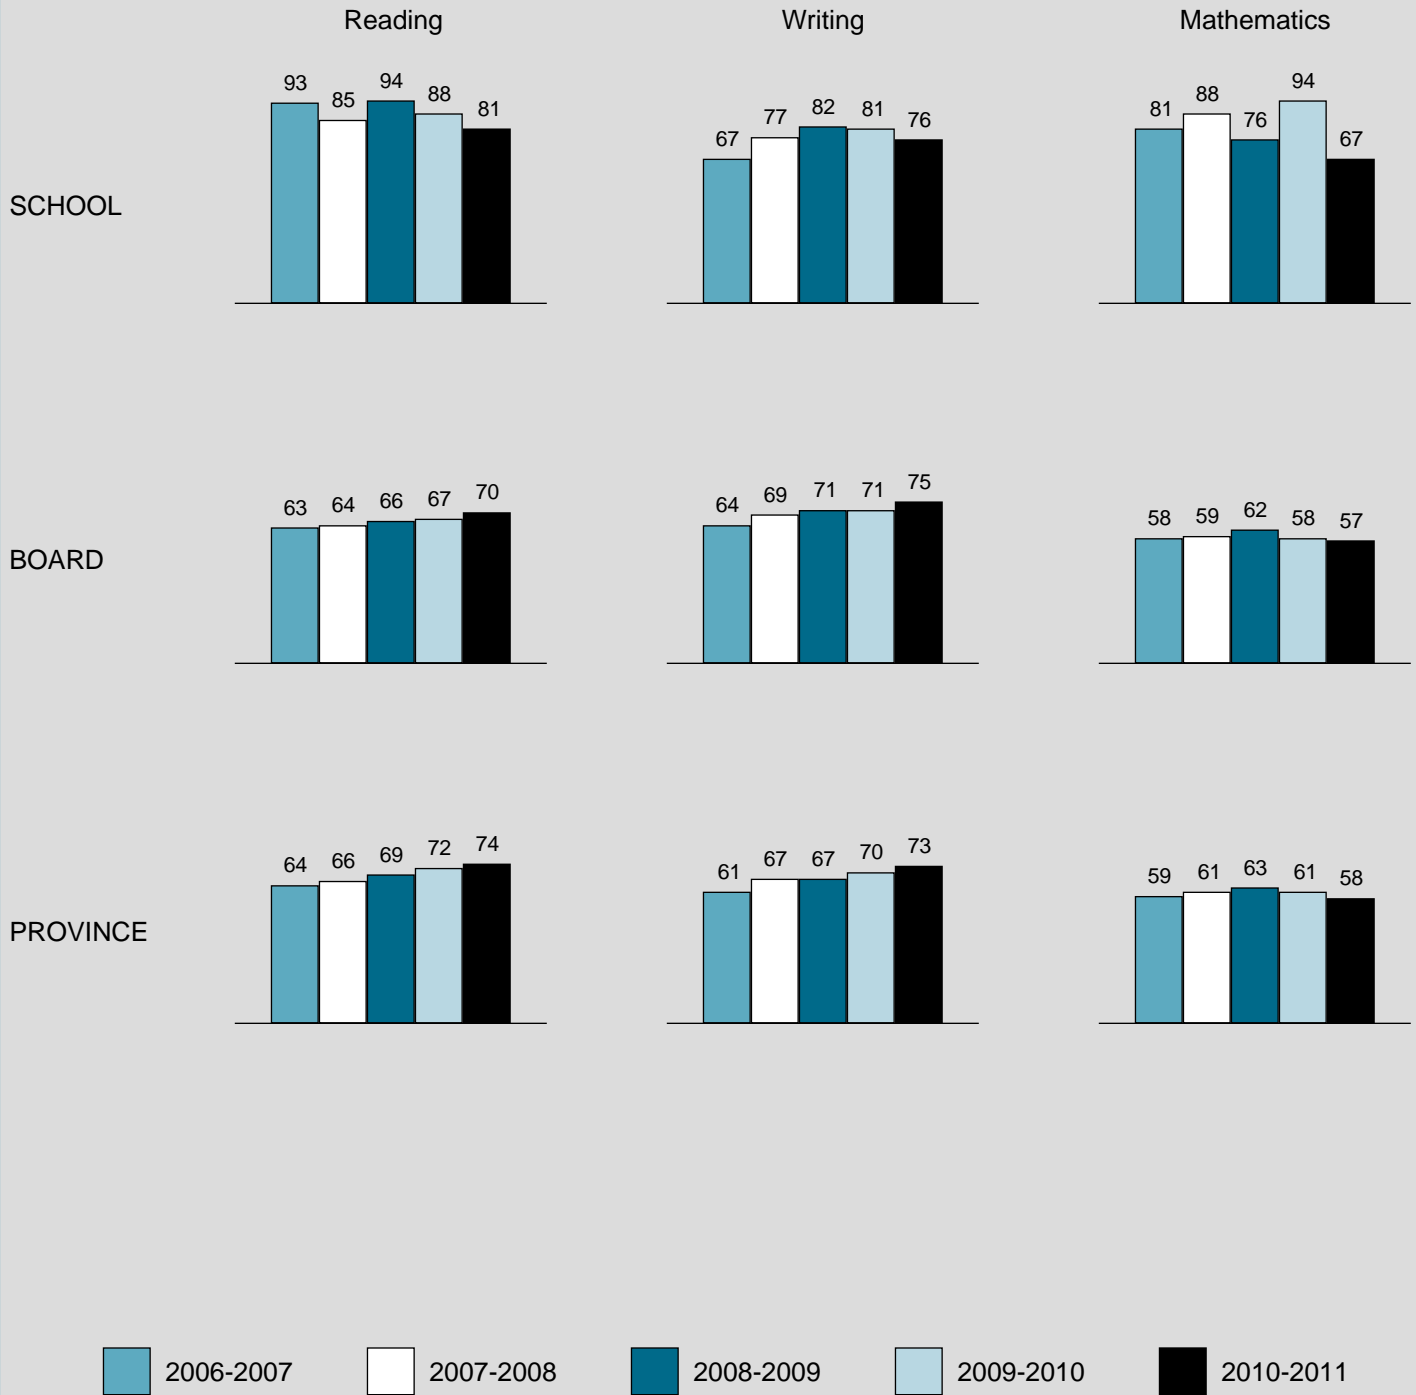 Reading Writing Mathematics
SCHOOL
93 85 94 88 81
67 77 82 81 76
81 88 76 94 67
BOARD
63 64 66 67 70
64 69 71 71 75
58 59 62 58 57
PROVINCE
64 66 69 72 74
61 67 67 70 73
59 61 63 61 58
2006-2007 2007-2008 2008-2009 2009-2010 2010-2011